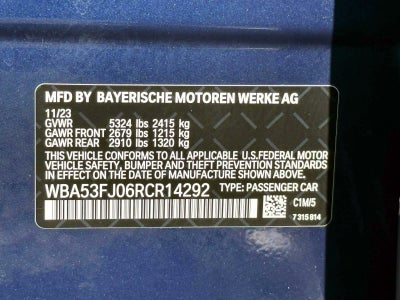 MFD BY BAYERISCHE MOTOREN WERKE AG
11/23
GVWR 5324 lbs 2415 kg
GAWR FRONT 2679 lbs 1215 kg
GAWR REAR 2910 lbs 1320 kg
THIS VEHICLE CONFORMS TO ALL APPLICABLE U.S.FEDERAL MOTOR
VEHICLE SAFETY, BUMPER, AND THEFT PREVENTION STANDARDS
IN EFFECT ON THE DATE OF MANUFACTURE SHOWN ABOVE.
WBA53FJ06RCR14292 TYPE: PASSENGER CAR
C1M/5
7 315 814